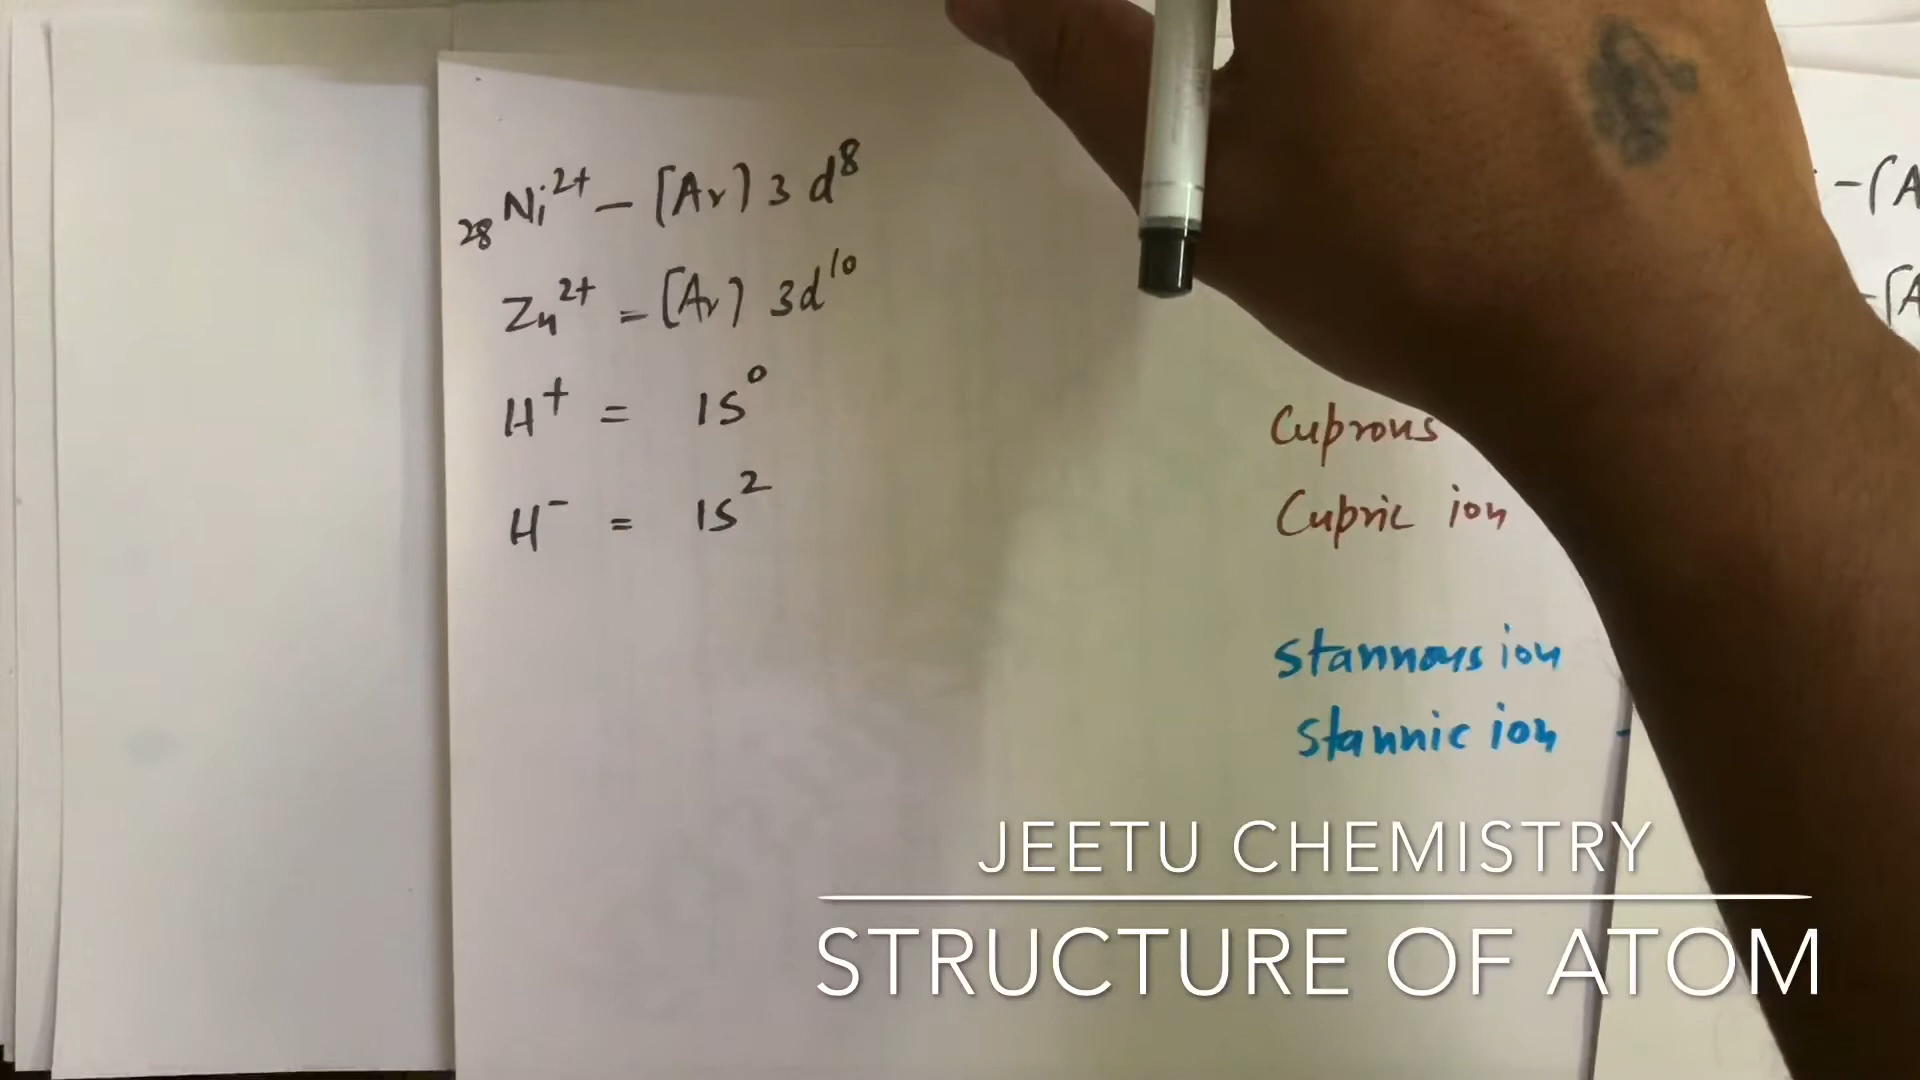 ₂₈Ni²⁺ – [Ar] 3d⁸
Zn²⁺ = [Ar] 3d¹⁰
H⁺ = 1s⁰
H⁻ = 1s²
–[A
–[A
Cuprous
Cupric ion
Stannous ion
Stannic ion -
JEETU CHEMISTRY
STRUCTURE OF ATOM